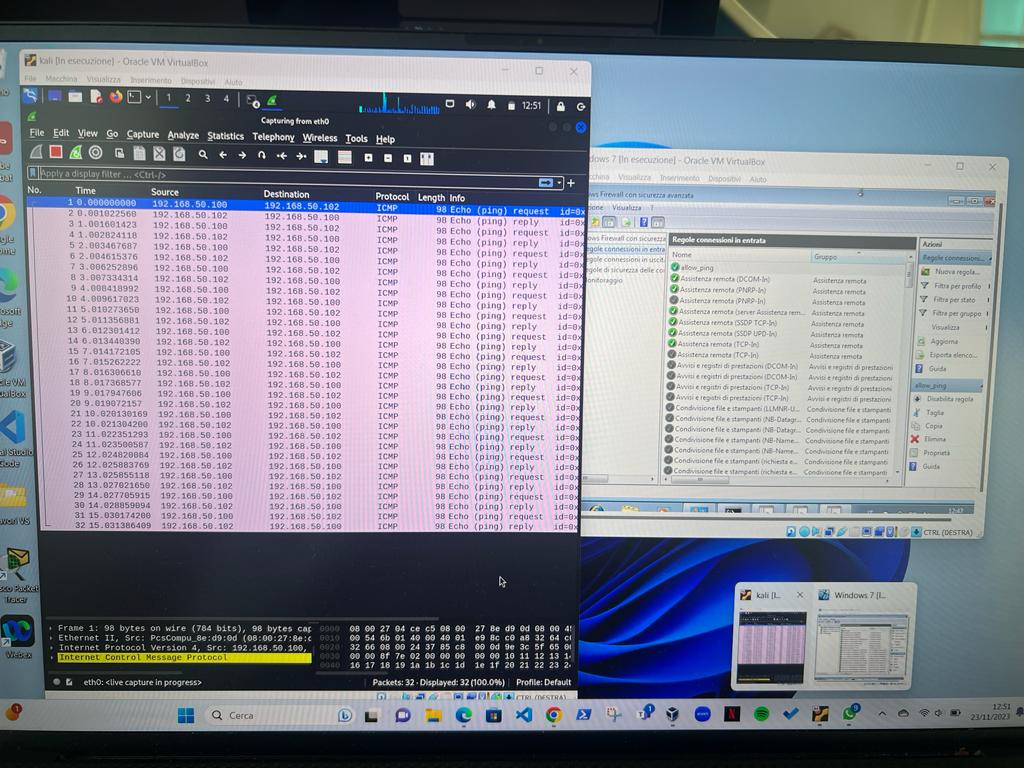 kali [In esecuzione] - Oracle VM VirtualBox
File Macchina Visualizza Inserimento Dispositivi Aiuto
1 2 3 4
12:51
Capturing from eth0
File Edit View Go Capture Analyze Statistics Telephony Wireless Tools Help
Apply a display filter ... <Ctrl-/>
No. Time Source Destination Protocol Length Info
1 0.000000000 192.168.50.100 192.168.50.102 ICMP 98 Echo (ping) request id=0x
2 0.001022560 192.168.50.102 192.168.50.100 ICMP 98 Echo (ping) reply id=0x
3 1.001601423 192.168.50.100 192.168.50.102 ICMP 98 Echo (ping) request id=0x
4 1.002824118 192.168.50.102 192.168.50.100 ICMP 98 Echo (ping) reply id=0x
5 2.003467687 192.168.50.100 192.168.50.102 ICMP 98 Echo (ping) request id=0x
6 2.004615376 192.168.50.102 192.168.50.100 ICMP 98 Echo (ping) reply id=0x
7 3.006252896 192.168.50.100 192.168.50.102 ICMP 98 Echo (ping) request id=0x
8 3.007334314 192.168.50.102 192.168.50.100 ICMP 98 Echo (ping) reply id=0x
9 4.008418992 192.168.50.100 192.168.50.102 ICMP 98 Echo (ping) request id=0x
10 4.009617023 192.168.50.102 192.168.50.100 ICMP 98 Echo (ping) reply id=0x
11 5.010273650 192.168.50.100 192.168.50.102 ICMP 98 Echo (ping) request id=0x
12 5.011356881 192.168.50.102 192.168.50.100 ICMP 98 Echo (ping) reply id=0x
13 6.012301412 192.168.50.100 192.168.50.102 ICMP 98 Echo (ping) request id=0x
14 6.013440390 192.168.50.102 192.168.50.100 ICMP 98 Echo (ping) reply id=0x
15 7.014172105 192.168.50.100 192.168.50.102 ICMP 98 Echo (ping) request id=0x
16 7.015262222 192.168.50.102 192.168.50.100 ICMP 98 Echo (ping) reply id=0x
17 8.016306610 192.168.50.100 192.168.50.102 ICMP 98 Echo (ping) request id=0x
18 8.017368577 192.168.50.102 192.168.50.100 ICMP 98 Echo (ping) reply id=0x
19 9.017947606 192.168.50.100 192.168.50.102 ICMP 98 Echo (ping) request id=0x
20 9.019072157 192.168.50.102 192.168.50.100 ICMP 98 Echo (ping) reply id=0x
21 10.020130169 192.168.50.100 192.168.50.102 ICMP 98 Echo (ping) request id=0x
22 10.021304200 192.168.50.102 192.168.50.100 ICMP 98 Echo (ping) reply id=0x
23 11.022351293 192.168.50.100 192.168.50.102 ICMP 98 Echo (ping) request id=0x
24 11.023500587 192.168.50.102 192.168.50.100 ICMP 98 Echo (ping) reply id=0x
25 12.024820084 192.168.50.100 192.168.50.102 ICMP 98 Echo (ping) request id=0x
26 12.025883769 192.168.50.102 192.168.50.100 ICMP 98 Echo (ping) reply id=0x
27 13.025855118 192.168.50.100 192.168.50.102 ICMP 98 Echo (ping) request id=0x
28 13.027021650 192.168.50.102 192.168.50.100 ICMP 98 Echo (ping) reply id=0x
29 14.027705915 192.168.50.100 192.168.50.102 ICMP 98 Echo (ping) request id=0x
30 14.028859094 192.168.50.102 192.168.50.100 ICMP 98 Echo (ping) reply id=0x
31 15.030174200 192.168.50.100 192.168.50.102 ICMP 98 Echo (ping) request id=0x
32 15.031386409 192.168.50.102 192.168.50.100 ICMP 98 Echo (ping) reply id=0x
Frame 1: 98 bytes on wire (784 bits), 98 bytes cap
Ethernet II, Src: PcsCompu_8e:d9:0d (08:00:27:8e:d
Internet Protocol Version 4, Src: 192.168.50.100,
Internet Control Message Protocol
0000 08 00 27 04 ce c5 08 00 27 8e d9 0d 08 00 45
0010 00 54 6b 01 40 00 40 01 e9 8c c0 a8 32 64 c0
0020 32 66 08 00 24 37 85 c8 00 0d 9e 3c 5f 65 00
0030 00 00 8f 7e 02 00 00 00 00 00 10 11 12 13 14
0040 16 17 18 19 1a 1b 1c 1d 1e 1f 20 21 22 23 24
eth0: <live capture in progress>
Packets: 32 · Displayed: 32 (100.0%)
Profile: Default
CTRL (DESTRA)
dows 7 [In esecuzione] - Oracle VM VirtualBox
cchina Visualizza Inserimento Dispositivi Aiuto
ows Firewall con sicurezza avanzata
ione Visualizza ?
ows Firewall con sicurezza
egole connessioni in entra
egole connessioni in uscit
egole di sicurezza delle co
onitoraggio
Regole connessioni in entrata
Nome Gruppo
allow_ping
Assistenza remota (DCOM-In) Assistenza remota
Assistenza remota (PNRP-In) Assistenza remota
Assistenza remota (PNRP-In) Assistenza remota
Assistenza remota (server Assistenza rem... Assistenza remota
Assistenza remota (SSDP TCP-In) Assistenza remota
Assistenza remota (SSDP UPD-In) Assistenza remota
Assistenza remota (TCP-In) Assistenza remota
Assistenza remota (TCP-In) Assistenza remota
Avvisi e registri di prestazioni (DCOM-In) Avvisi e registri di prestazioni
Avvisi e registri di prestazioni (DCOM-In) Avvisi e registri di prestazioni
Avvisi e registri di prestazioni (TCP-In) Avvisi e registri di prestazioni
Avvisi e registri di prestazioni (TCP-In) Avvisi e registri di prestazioni
Condivisione file e stampanti (LLMNR-U... Condivisione file e stampanti
Condivisione file e stampanti (NB-Datagr... Condivisione file e stampanti
Condivisione file e stampanti (NB-Datagr... Condivisione file e stampanti
Condivisione file e stampanti (NB-Name... Condivisione file e stampanti
Condivisione file e stampanti (NB-Name... Condivisione file e stampanti
Condivisione file e stampanti (richiesta e... Condivisione file e stampanti
Condivisione file e stampanti (richiesta e... Condivisione file e stampanti
Azioni
Regole connessioni...
Nuova regola...
Filtra per profilo
Filtra per stato
Filtra per gruppo
Visualizza
Aggiorna
Esporta elenco...
Guida
allow_ping
Disabilita regola
Taglia
Copia
Elimina
Proprietà
Guida
12:47
CTRL (DESTRA)
kali [I...
Windows 7 [I...
co Packet
Tracer
Webex
Cerca
12:51
23/11/2023